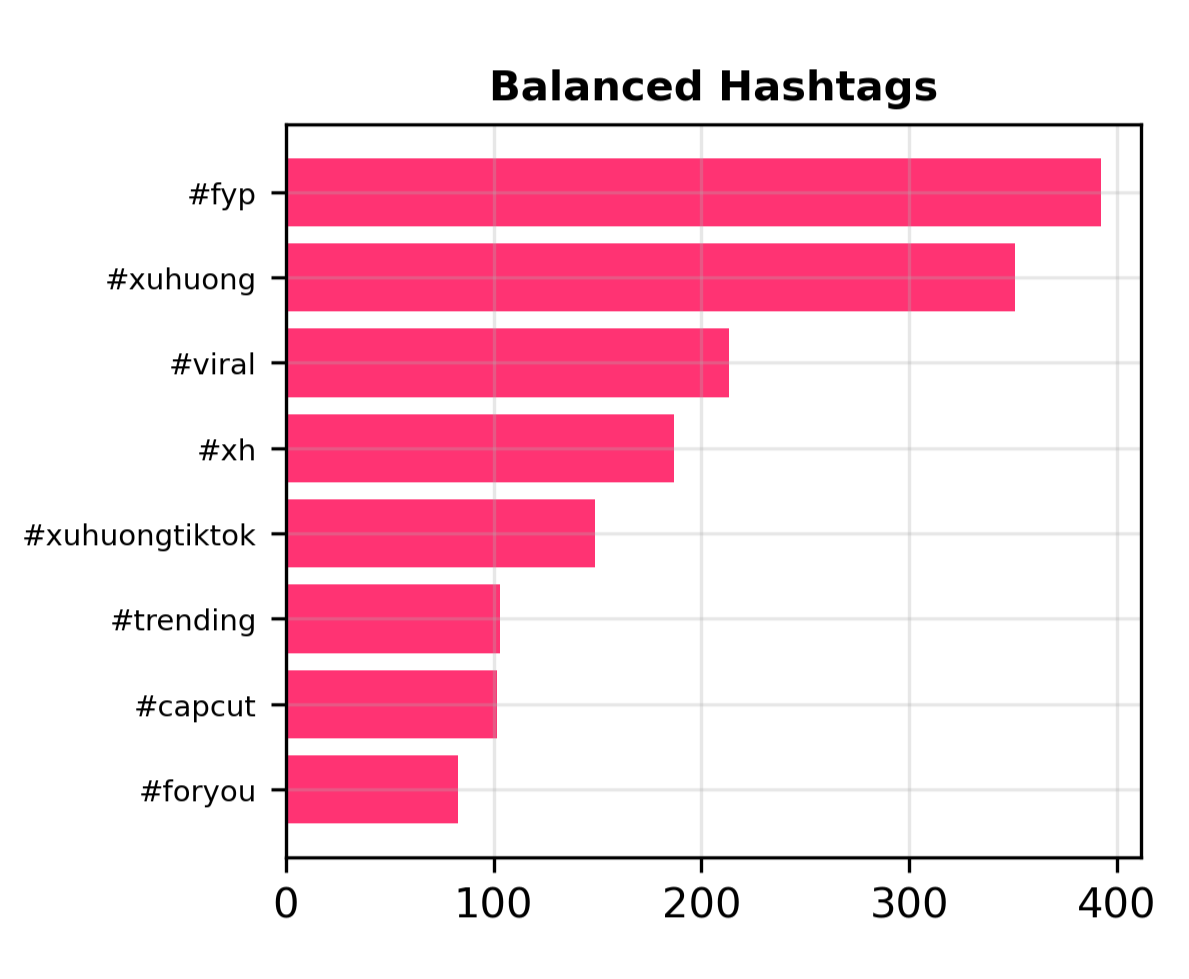 Balanced Hashtags
#fyp
#xuhuong
#viral
#xh
#xuhuongtiktok
#trending
#capcut
#foryou
0 100 200 300 400